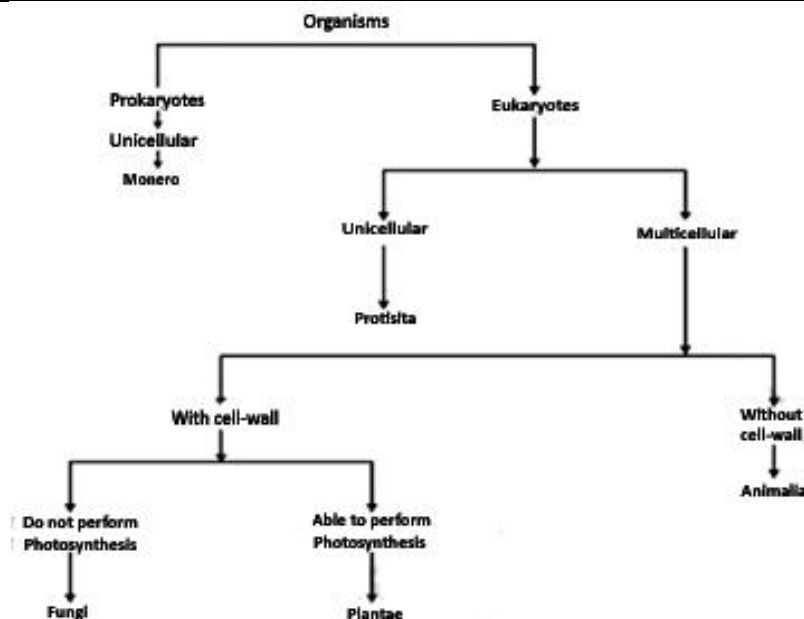 Organisms
Prokaryotes
Eukaryotes
Unicellular
Monero
Unicellular
Multicellular
Protisita
With cell-wall
Without
cell-wall
Animalia
Do not perform
Photosynthesis
Able to perform
Photosynthesis
Fungi
Plantae